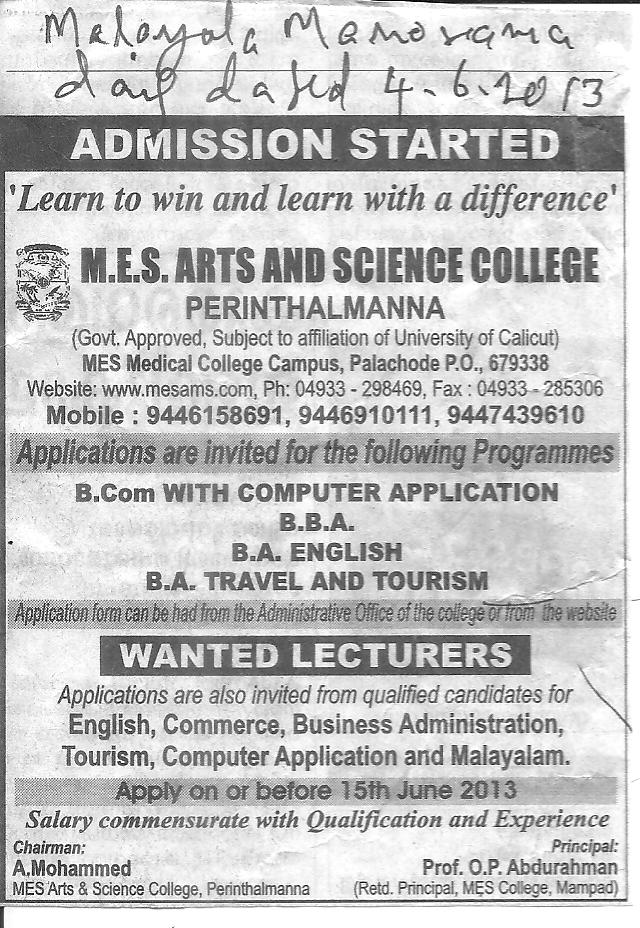 Malayala Manorama
daily dated 4.6.2013
ADMISSION STARTED
'Learn to win and learn with a difference'
M.E.S. ARTS AND SCIENCE COLLEGE
PERINTHALMANNA
(Govt. Approved, Subject to affiliation of University of Calicut)
MES Medical College Campus, Palachode P.O., 679338
Website: www.mesams.com, Ph: 04933 - 298469, Fax : 04933 - 285306
Mobile : 9446158691, 9446910111, 9447439610
Applications are invited for the following Programmes
B.Com WITH COMPUTER APPLICATION
B.B.A.
B.A. ENGLISH
B.A. TRAVEL AND TOURISM
Application form can be had from the Administrative Office of the college or from the website
WANTED LECTURERS
Applications are also invited from qualified candidates for
English, Commerce, Business Administration,
Tourism, Computer Application and Malayalam.
Apply on or before 15th June 2013
Salary commensurate with Qualification and Experience
Chairman: Principal:
A.Mohammed Prof. O.P. Abdurahman
MES Arts & Science College, Perinthalmanna (Retd. Principal, MES College, Mampad)